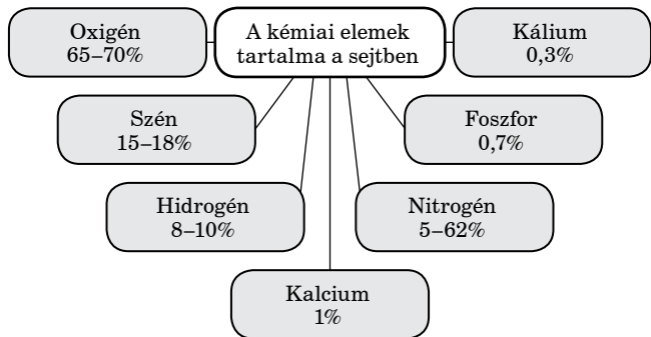 Oxigén
65–70%
A kémiai elemek
tartalma a sejtben
Kálium
0,3%
Szén
15–18%
Foszfor
0,7%
Hidrogén
8–10%
Nitrogén
5–62%
Kalcium
1%